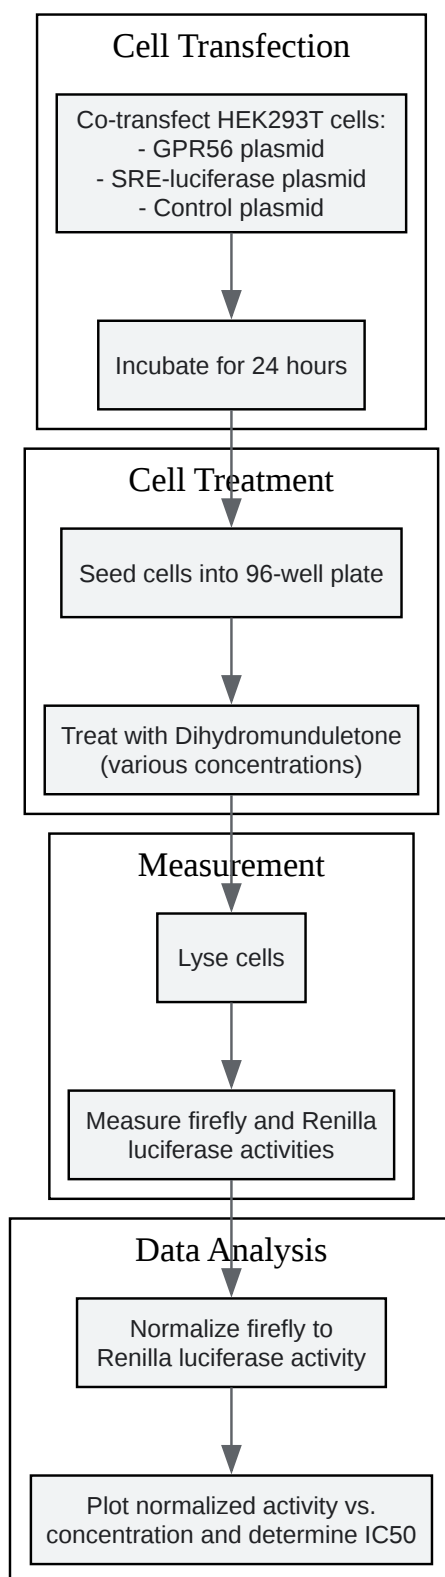 Cell Transfection
Co-transfect HEK293T cells:
- GPR56 plasmid
- SRE-luciferase plasmid
- Control plasmid
Incubate for 24 hours
Cell Treatment
Seed cells into 96-well plate
Treat with Dihydromunduletone
(various concentrations)
Measurement
Lyse cells
Measure firefly and Renilla
luciferase activities
Data Analysis
Normalize firefly to
Renilla luciferase activity
Plot normalized activity vs.
concentration and determine IC50